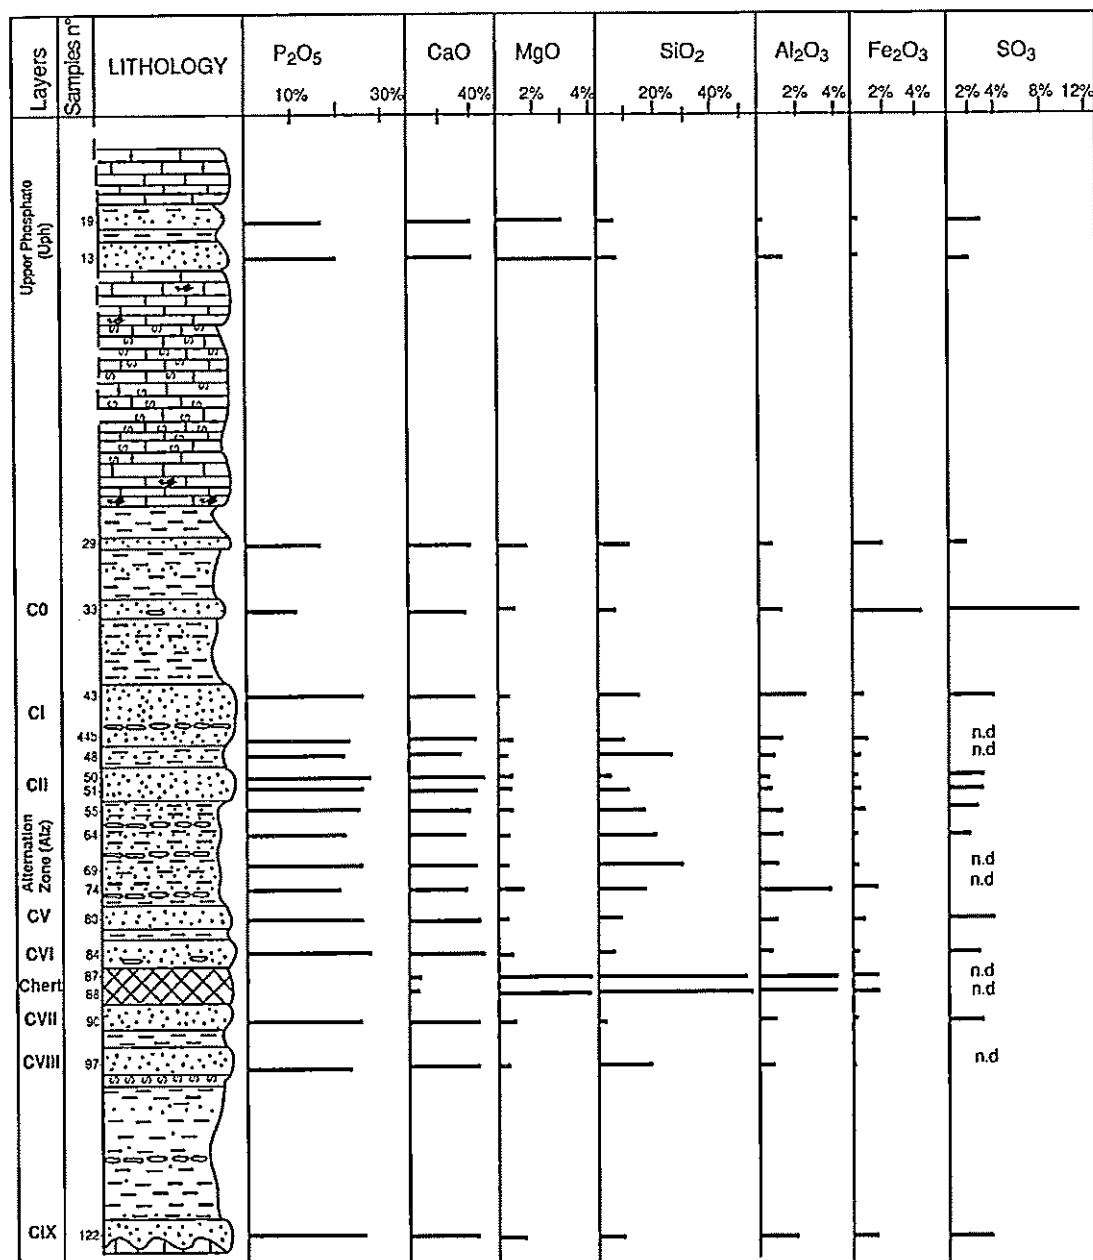 Layers
Samples n°
LITHOLOGY
P₂O₅
CaO
MgO
SiO₂
Al₂O₃
Fe₂O₃
SO₃
10% 30% 40% 2% 4% 20% 40% 2% 4% 2% 4% 2% 4% 8% 12%
Upper Phosphato
(Uph)
19
13
29
C0 33
43
CI
44b n.d
48 n.d
50
CII
51
55
Alternation
Zone (Alz)
64
69 n.d
74 n.d
CV 83
CVI 84
87 n.d
Chert
88 n.d
CVII 90
CVIII 97 n.d
CIX 122